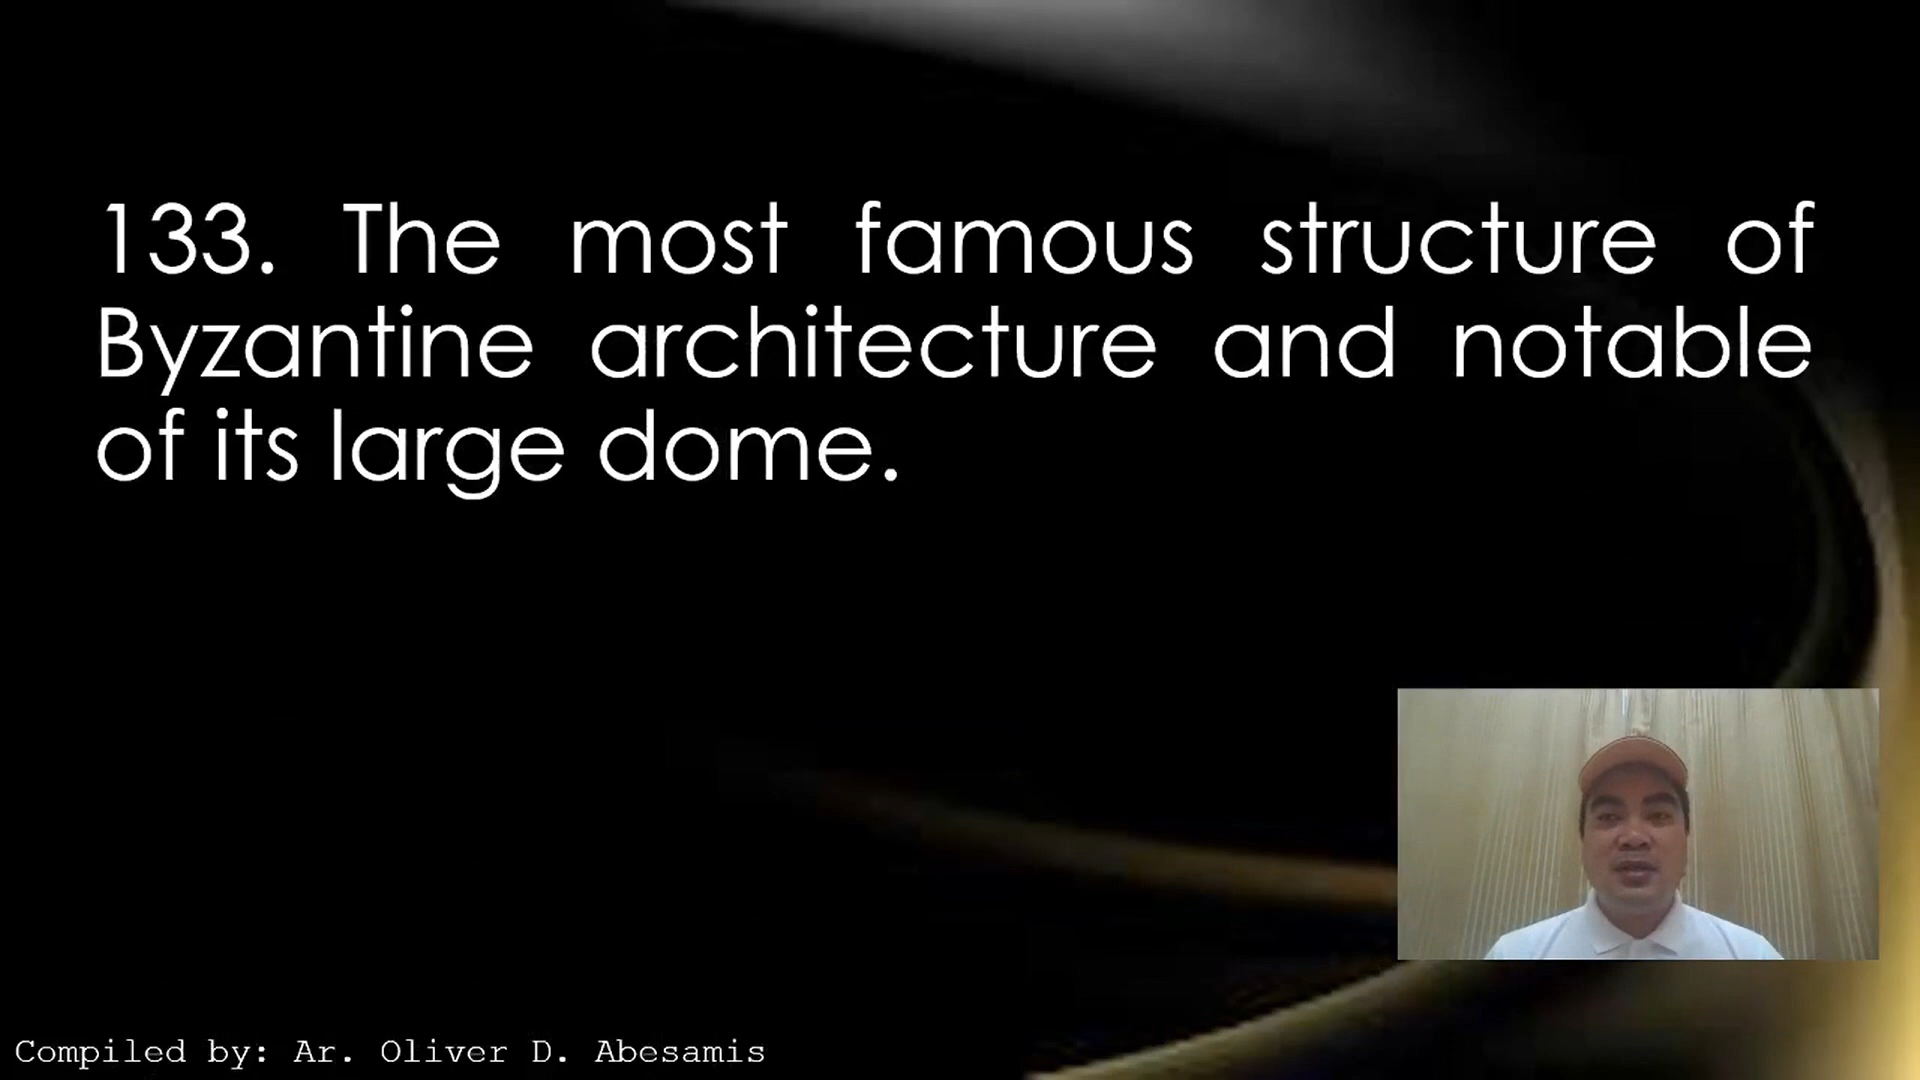 133. The most famous structure of
Byzantine architecture and notable
of its large dome.
Compiled by: Ar. Oliver D. Abesamis